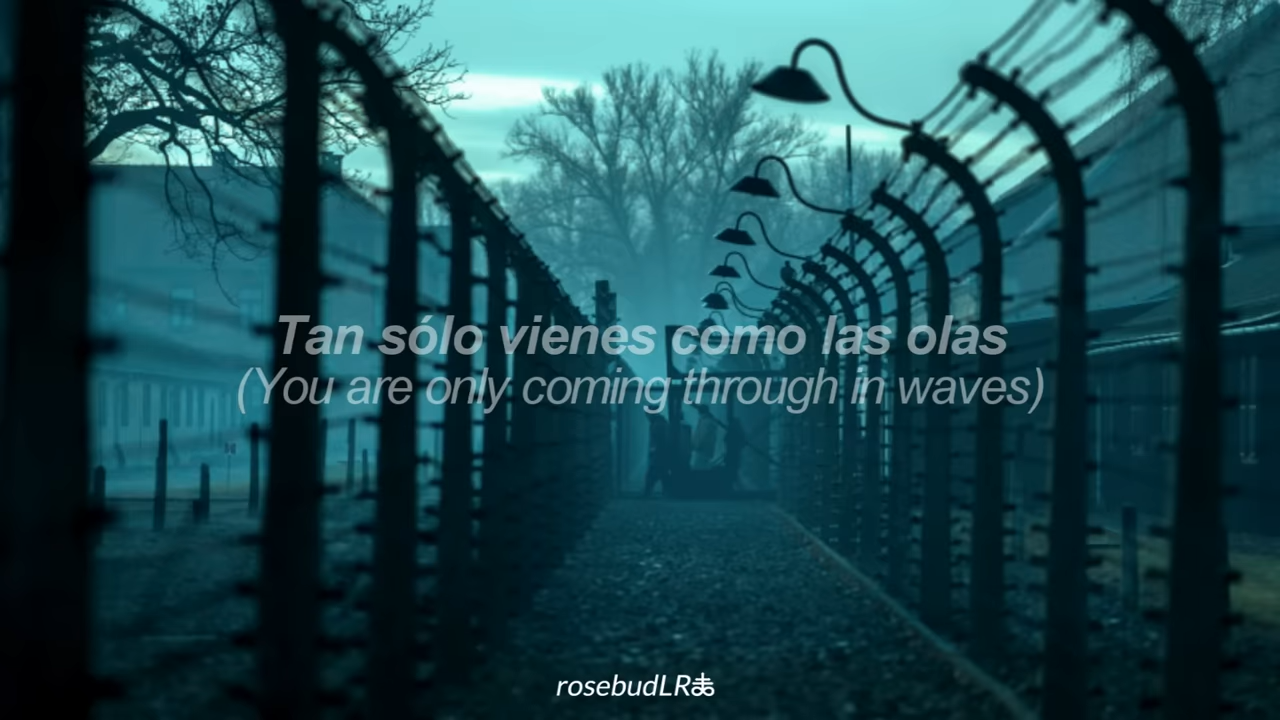 Tan sólo vienes como las olas
(You are only coming through in waves)
rosebudLR